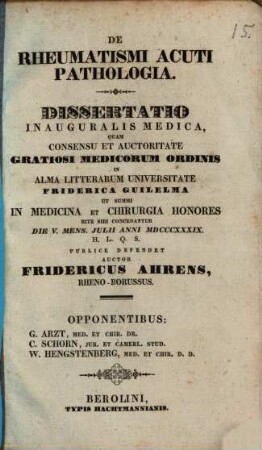 15.
DE
RHEUMATISMI ACUTI
PATHOLOGIA.
DISSERTATIO
INAUGURALIS MEDICA,
QUAM
CONSENSU ET AUCTORITATE
GRATIOSI MEDICORUM ORDINIS
IN
ALMA LITTERARUM UNIVERSITATE
FRIDERICA GUILELMA
UT SUMMI
IN MEDICINA ET CHIRURGIA HONORES
RITE SIBI CONCEDANTUR
DIE V. MENS. JULII ANNI MDCCCXXXIX.
H. L. Q. S.
PUBLICE DEFENDET
AUCTOR
FRIDERICUS AHRENS,
RHENO-BORUSSUS.
OPPONENTIBUS:
G. ARZT, MED. ET CHIR. DR.
C. SCHORN, JUR. ET CAMERL. STUD.
W. HENGSTENBERG, MED. ET CHIR. D. D.
BEROLINI,
TYPIS HACHTMANNIANIS.